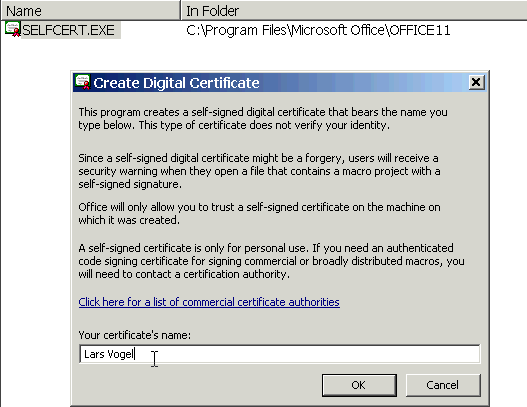 Name In Folder
SELFCERT.EXE C:\Program Files\Microsoft Office\OFFICE11
Create Digital Certificate
This program creates a self-signed digital certificate that bears the name you
type below. This type of certificate does not verify your identity.
Since a self-signed digital certificate might be a forgery, users will receive a
security warning when they open a file that contains a macro project with a
self-signed signature.
Office will only allow you to trust a self-signed certificate on the machine on
which it was created.
A self-signed certificate is only for personal use. If you need an authenticated
code signing certificate for signing commercial or broadly distributed macros, you
will need to contact a certification authority.
Click here for a list of commercial certificate authorities
Your certificate's name:
Lars Vogel
OK Cancel